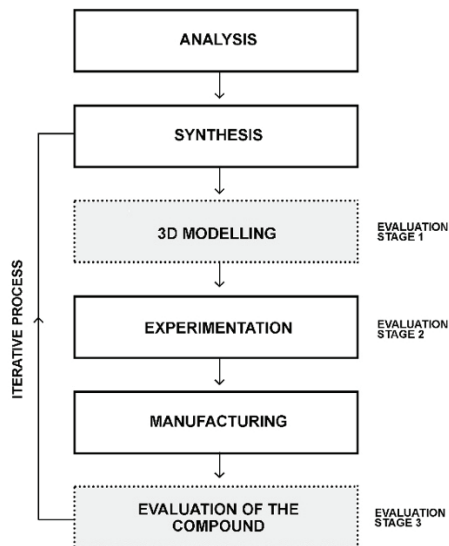 ANALYSIS
SYNTHESIS
3D MODELLING
EVALUATION
STAGE 1
EXPERIMENTATION
EVALUATION
STAGE 2
ITERATIVE PROCESS
MANUFACTURING
EVALUATION OF THE
COMPOUND
EVALUATION
STAGE 3